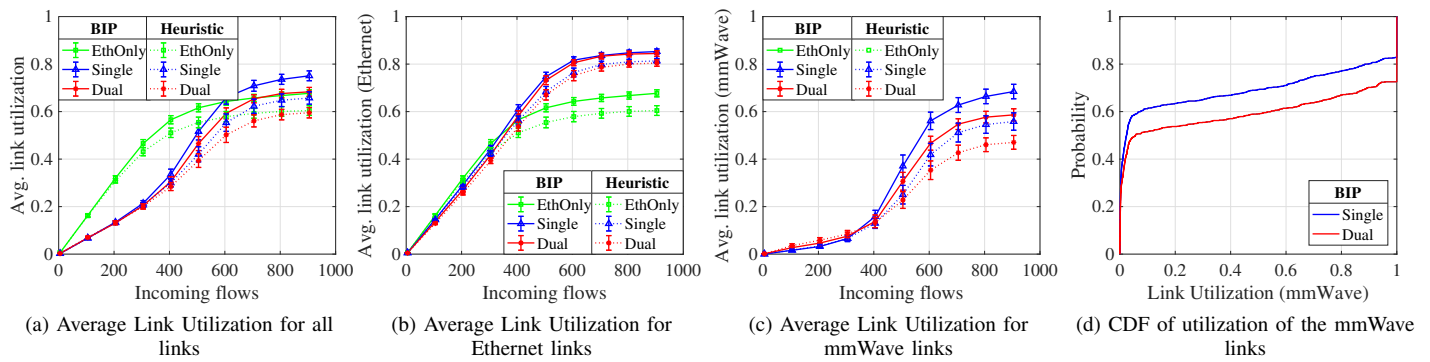 BIP Heuristic
EthOnly EthOnly
Single Single
Dual Dual
Avg. link utilization
1
0.8
0.6
0.4
0.2
0
0 200 400 600 800 1000
Incoming flows
(a) Average Link Utilization for all
links
Avg. link utilization (Ethernet)
1
0.8
0.6
0.4
0.2
0
BIP Heuristic
EthOnly EthOnly
Single Single
Dual Dual
0 200 400 600 800 1000
Incoming flows
(b) Average Link Utilization for
Ethernet links
Avg. link utilization (mmWave)
1
0.8
0.6
0.4
0.2
0
BIP Heuristic
EthOnly EthOnly
Single Single
Dual Dual
0 200 400 600 800 1000
Incoming flows
(c) Average Link Utilization for
mmWave links
Probability
1
0.8
0.6
0.4
0.2
0
BIP
Single
Dual
0 0.2 0.4 0.6 0.8 1
Link Utilization (mmWave)
(d) CDF of utilization of the mmWave
links